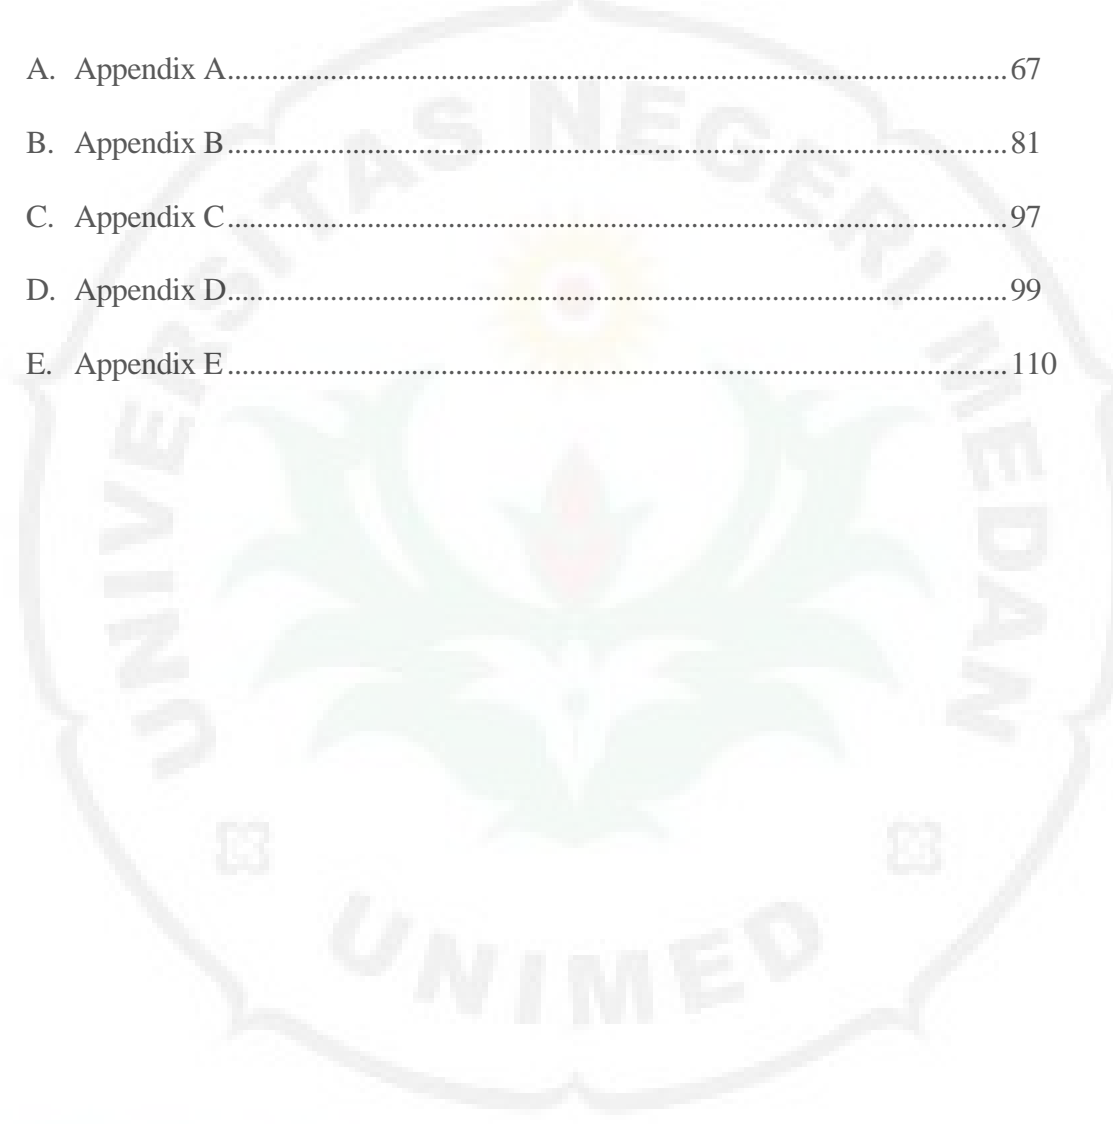 A. Appendix A.......................................................................................................67
B. Appendix B.......................................................................................................81
C. Appendix C.......................................................................................................97
D. Appendix D.......................................................................................................99
E. Appendix E.......................................................................................................110
UNIVERSITAS NEGERI MEDAN
UNIMED